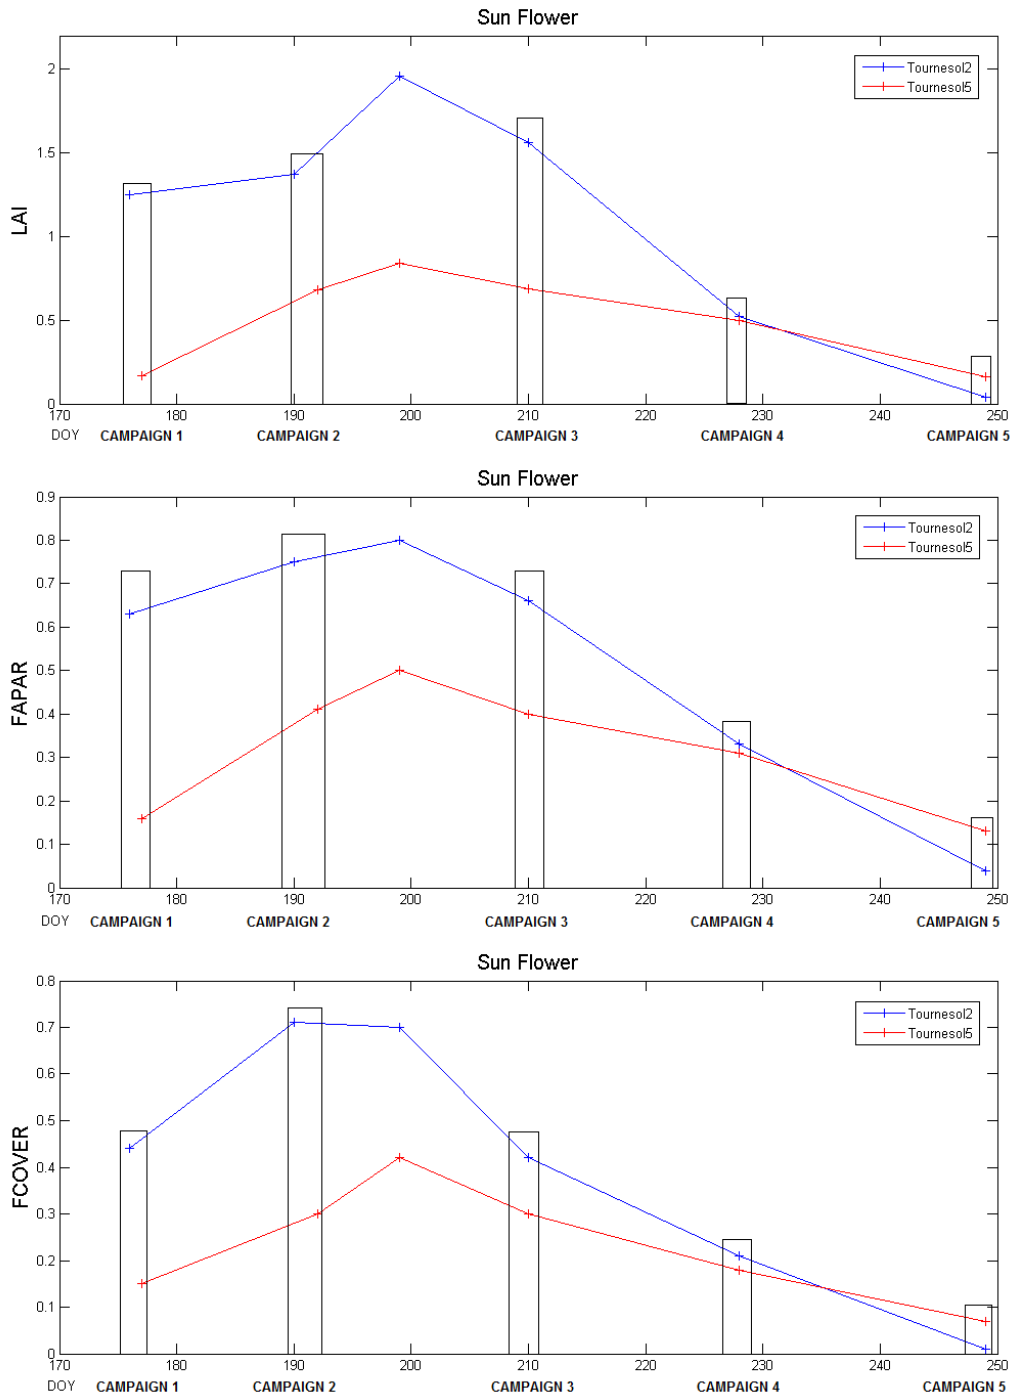 Sun Flower
2
1.5
1
0.5
0
LAI
Tournesol2
Tournesol5
170 180 190 200 210 220 230 240 250
DOY CAMPAIGN 1 CAMPAIGN 2 CAMPAIGN 3 CAMPAIGN 4 CAMPAIGN 5
Sun Flower
0.9
0.8
0.7
0.6
0.5
0.4
0.3
0.2
0.1
0
FAPAR
Tournesol2
Tournesol5
170 180 190 200 210 220 230 240 250
DOY CAMPAIGN 1 CAMPAIGN 2 CAMPAIGN 3 CAMPAIGN 4 CAMPAIGN 5
Sun Flower
0.8
0.7
0.6
0.5
0.4
0.3
0.2
0.1
0
FCOVER
Tournesol2
Tournesol5
170 180 190 200 210 220 230 240 250
DOY CAMPAIGN 1 CAMPAIGN 2 CAMPAIGN 3 CAMPAIGN 4 CAMPAIGN 5